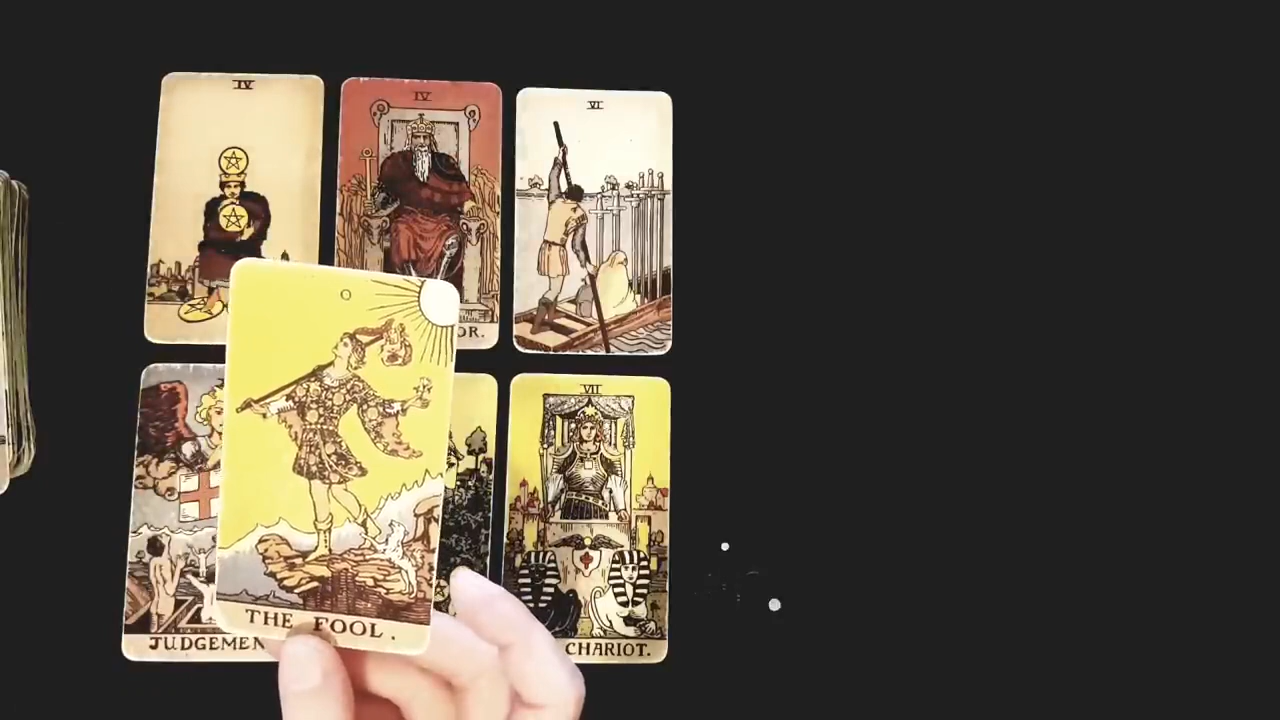 IV
IV
VI
OR.
VII
O
THE FOOL.
JUDGEMEN
CHARIOT.